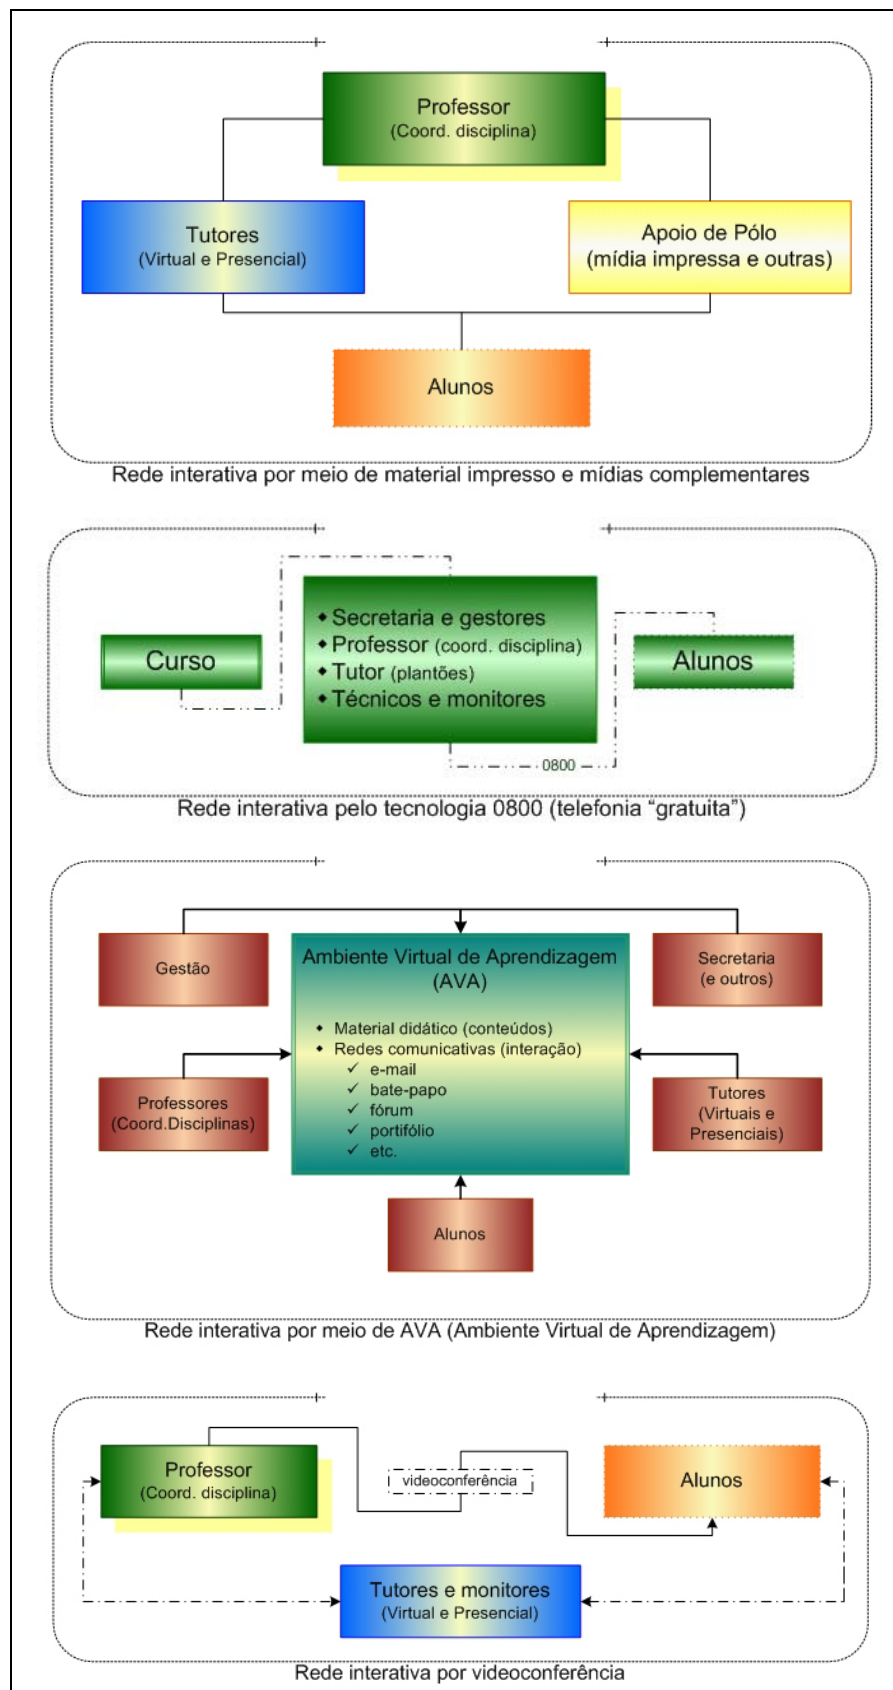 Professor
(Coord. disciplina)
Tutores
(Virtual e Presencial)
Apoio de Pólo
(mídia impressa e outras)
Alunos
Rede interativa por meio de material impresso e mídias complementares
Curso
Secretaria e gestores
Professor (coord. disciplina)
Tutor (plantões)
Técnicos e monitores
Alunos
0800
Rede interativa pelo tecnologia 0800 (telefonia “gratuita”)
Gestão
Ambiente Virtual de Aprendizagem
(AVA)
Material didático (conteúdos)
Redes comunicativas (interação)
✓ e-mail
✓ bate-papo
✓ fórum
✓ portifólio
✓ etc.
Secretaria
(e outros)
Professores
(Coord.Disciplinas)
Tutores
(Virtuais e
Presenciais)
Alunos
Rede interativa por meio de AVA (Ambiente Virtual de Aprendizagem)
Professor
(Coord. disciplina)
videoconferência
Alunos
Tutores e monitores
(Virtual e Presencial)
Rede interativa por videoconferência